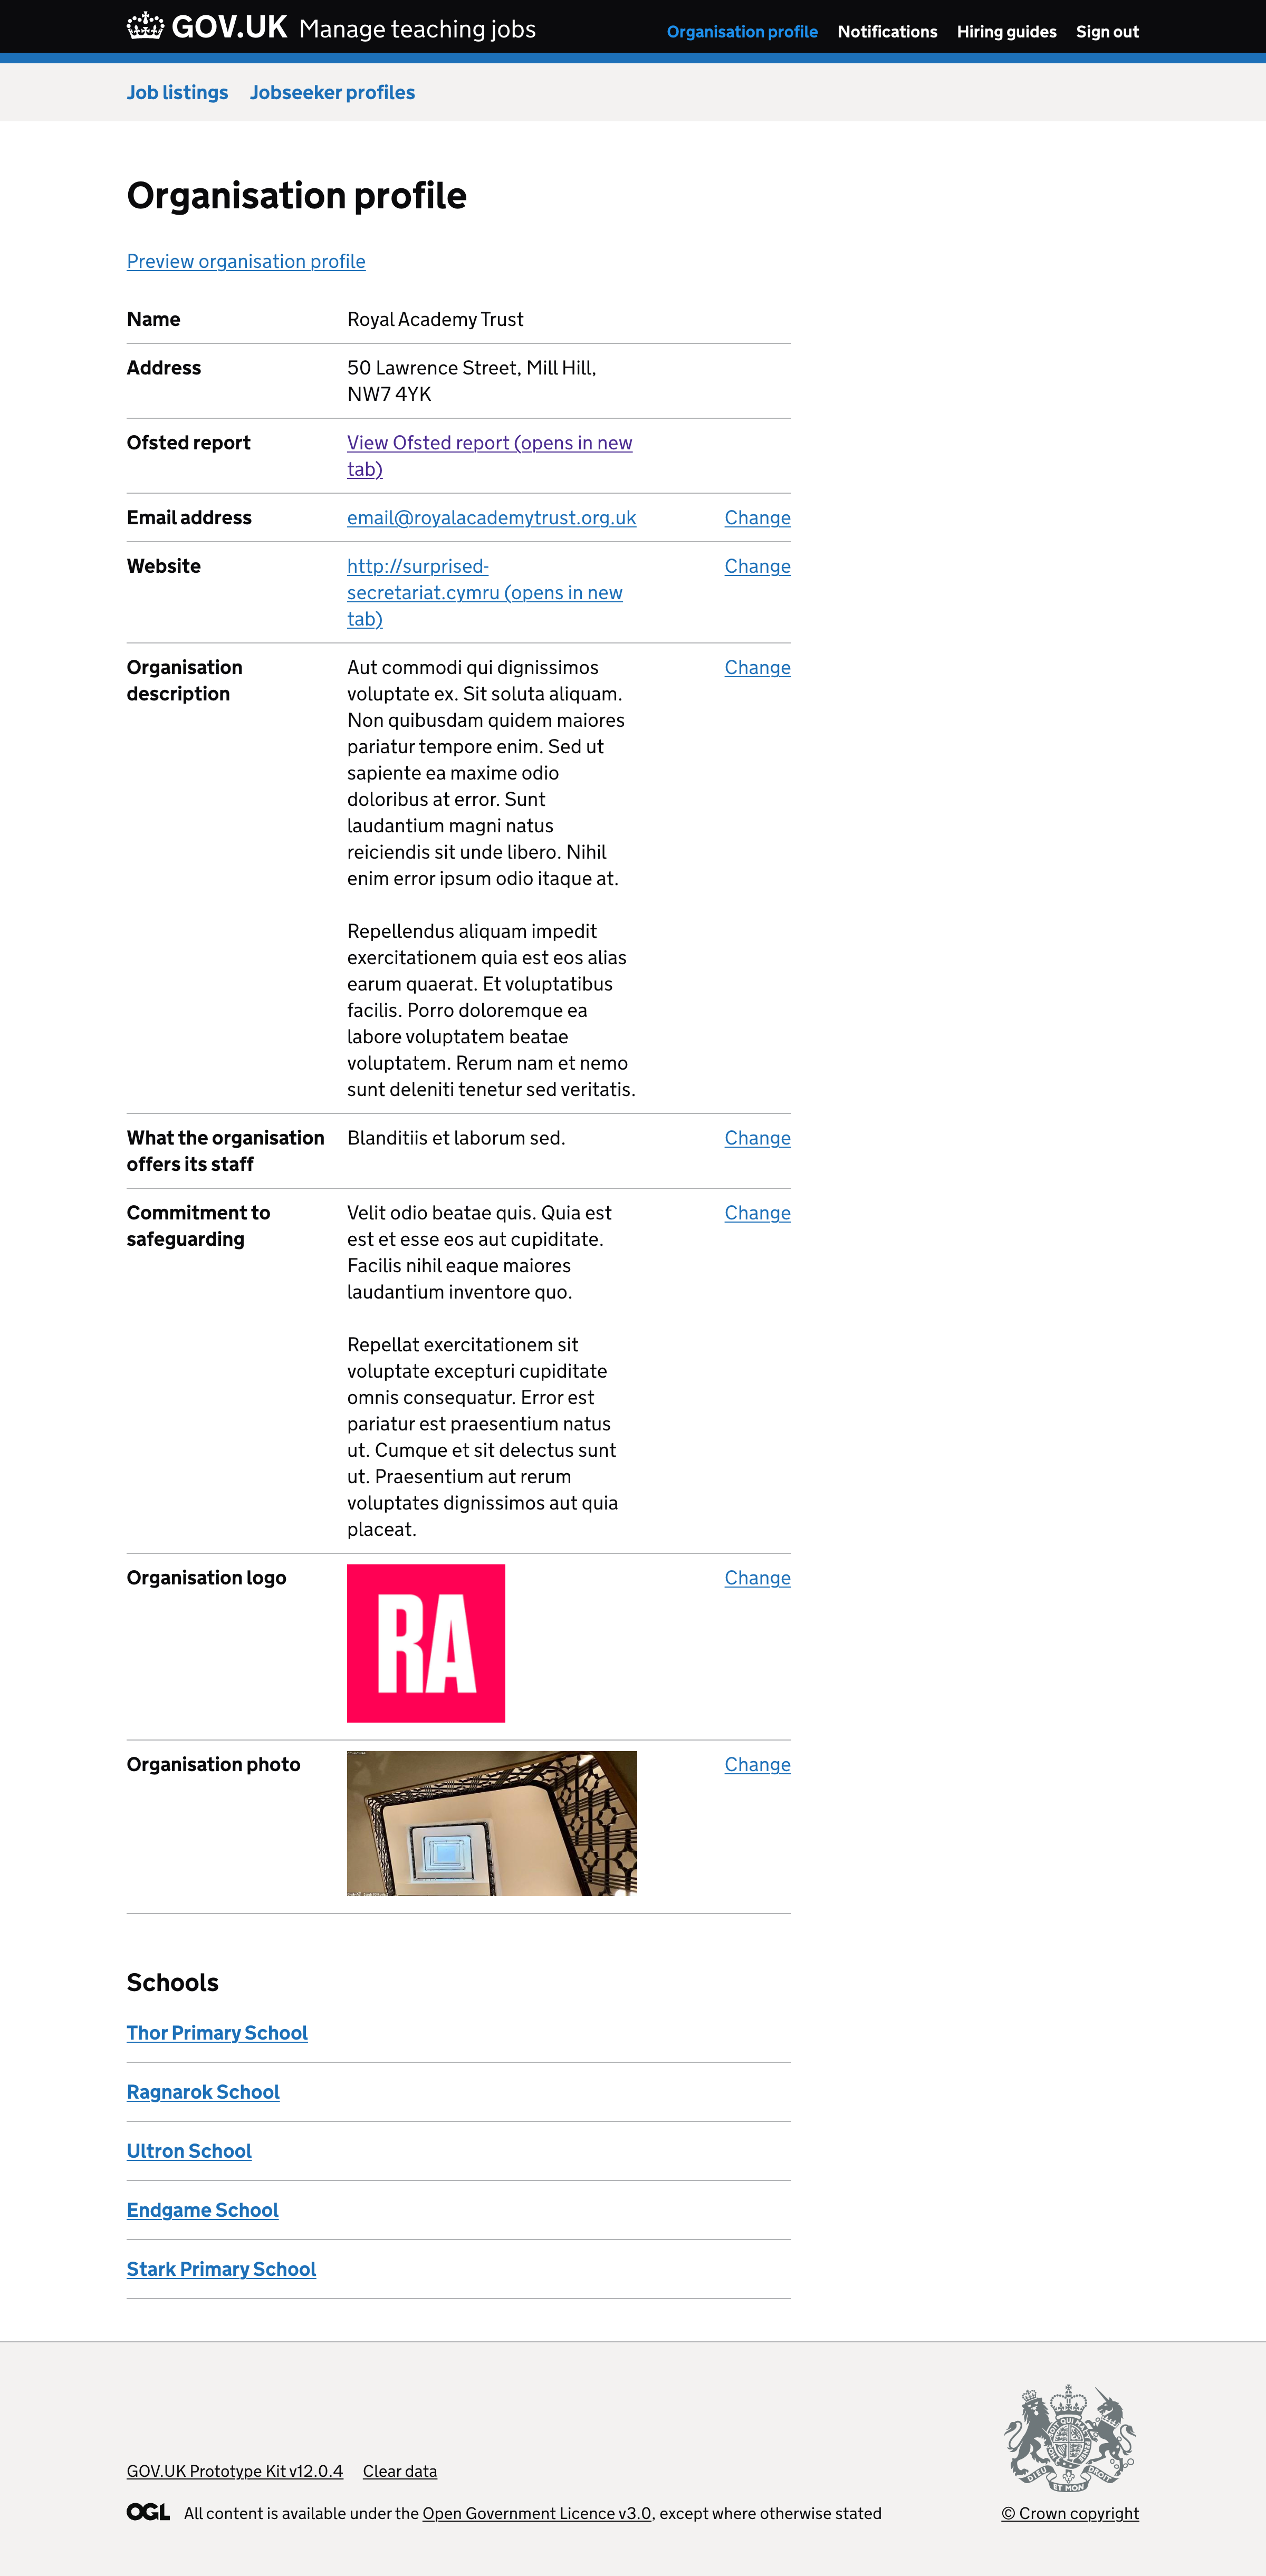 GOV.UK Manage teaching jobs
Organisation profile Notifications Hiring guides Sign out
Job listings Jobseeker profiles
Organisation profile
Preview organisation profile
Name Royal Academy Trust
Address 50 Lawrence Street, Mill Hill,
NW7 4YK
Ofsted report View Ofsted report (opens in new
tab)
Email address email@royalacademytrust.org.uk Change
Website http://surprised- Change
secretariat.cymru (opens in new
tab)
Organisation Aut commodi qui dignissimos Change
description voluptate ex. Sit soluta aliquam.
Non quibusdam quidem maiores
pariatur tempore enim. Sed ut
sapiente ea maxime odio
doloribus at error. Sunt
laudantium magni natus
reiciendis sit unde libero. Nihil
enim error ipsum odio itaque at.
Repellendus aliquam impedit
exercitationem quia est eos alias
earum quaerat. Et voluptatibus
facilis. Porro doloremque ea
labore voluptatem beatae
voluptatem. Rerum nam et nemo
sunt deleniti tenetur sed veritatis.
What the organisation Blanditiis et laborum sed. Change
offers its staff
Commitment to Velit odio beatae quis. Quia est Change
safeguarding est et esse eos aut cupiditate.
Facilis nihil eaque maiores
laudantium inventore quo.
Repellat exercitationem sit
voluptate excepturi cupiditate
omnis consequatur. Error est
pariatur est praesentium natus
ut. Cumque et sit delectus sunt
ut. Praesentium aut rerum
voluptates dignissimos aut quia
placeat.
Organisation logo Change
RA
Organisation photo Change
Schools
Thor Primary School
Ragnarok School
Ultron School
Endgame School
Stark Primary School
GOV.UK Prototype Kit v12.0.4 Clear data
DIEU ET MON DROIT
OGL All content is available under the Open Government Licence v3.0, except where otherwise stated
© Crown copyright